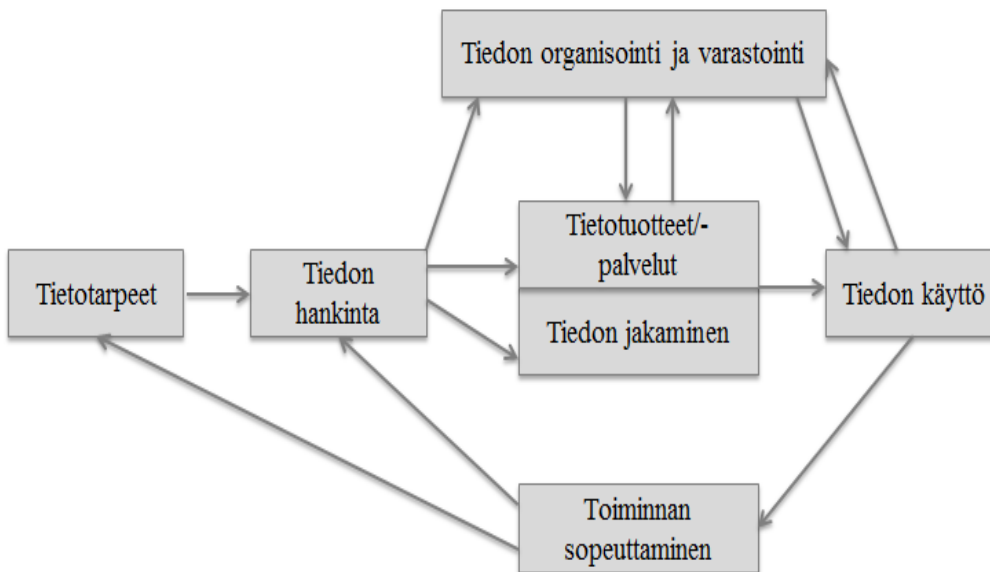 Tiedon organisointi ja varastointi
Tietotuotteet/-
palvelut
Tiedon jakaminen
Tietotarpeet
Tiedon
hankinta
Tiedon käyttö
Toiminnan
sopeuttaminen